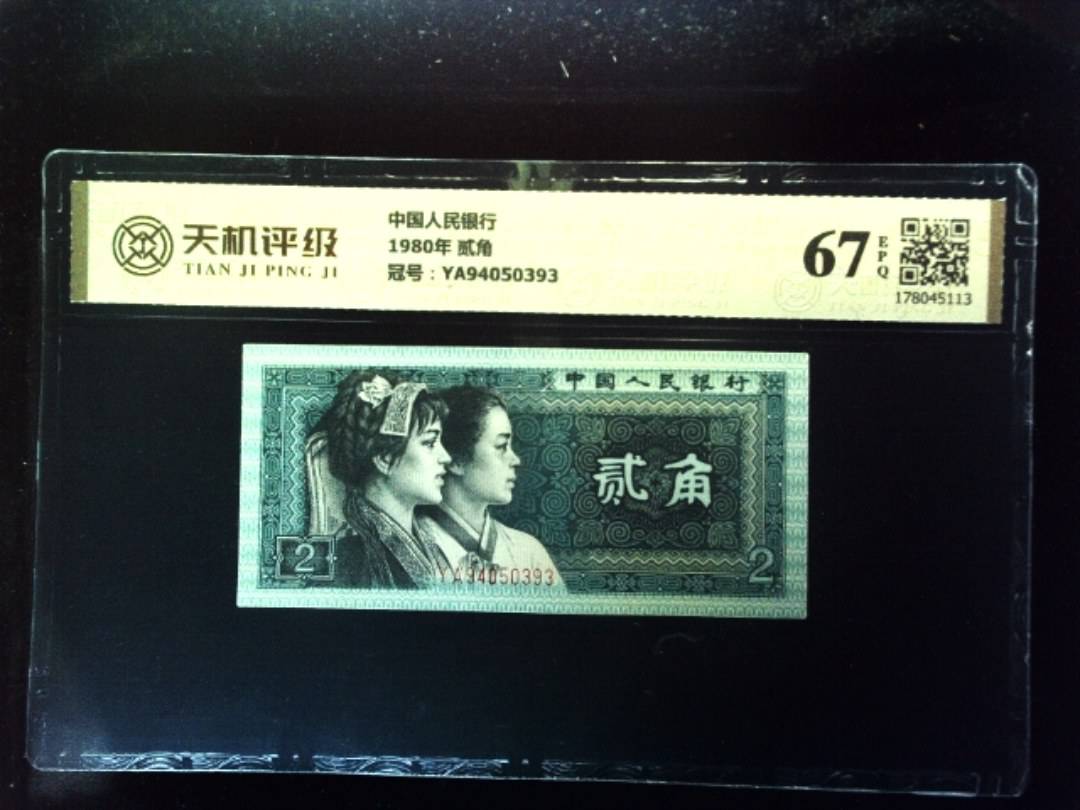 天机评级
TIAN JI PING JI
中国人民银行
1980年 贰角
冠号：YA94050393
67
EPQ
178045113
中国人民银行
贰角
2
2
YA94050393